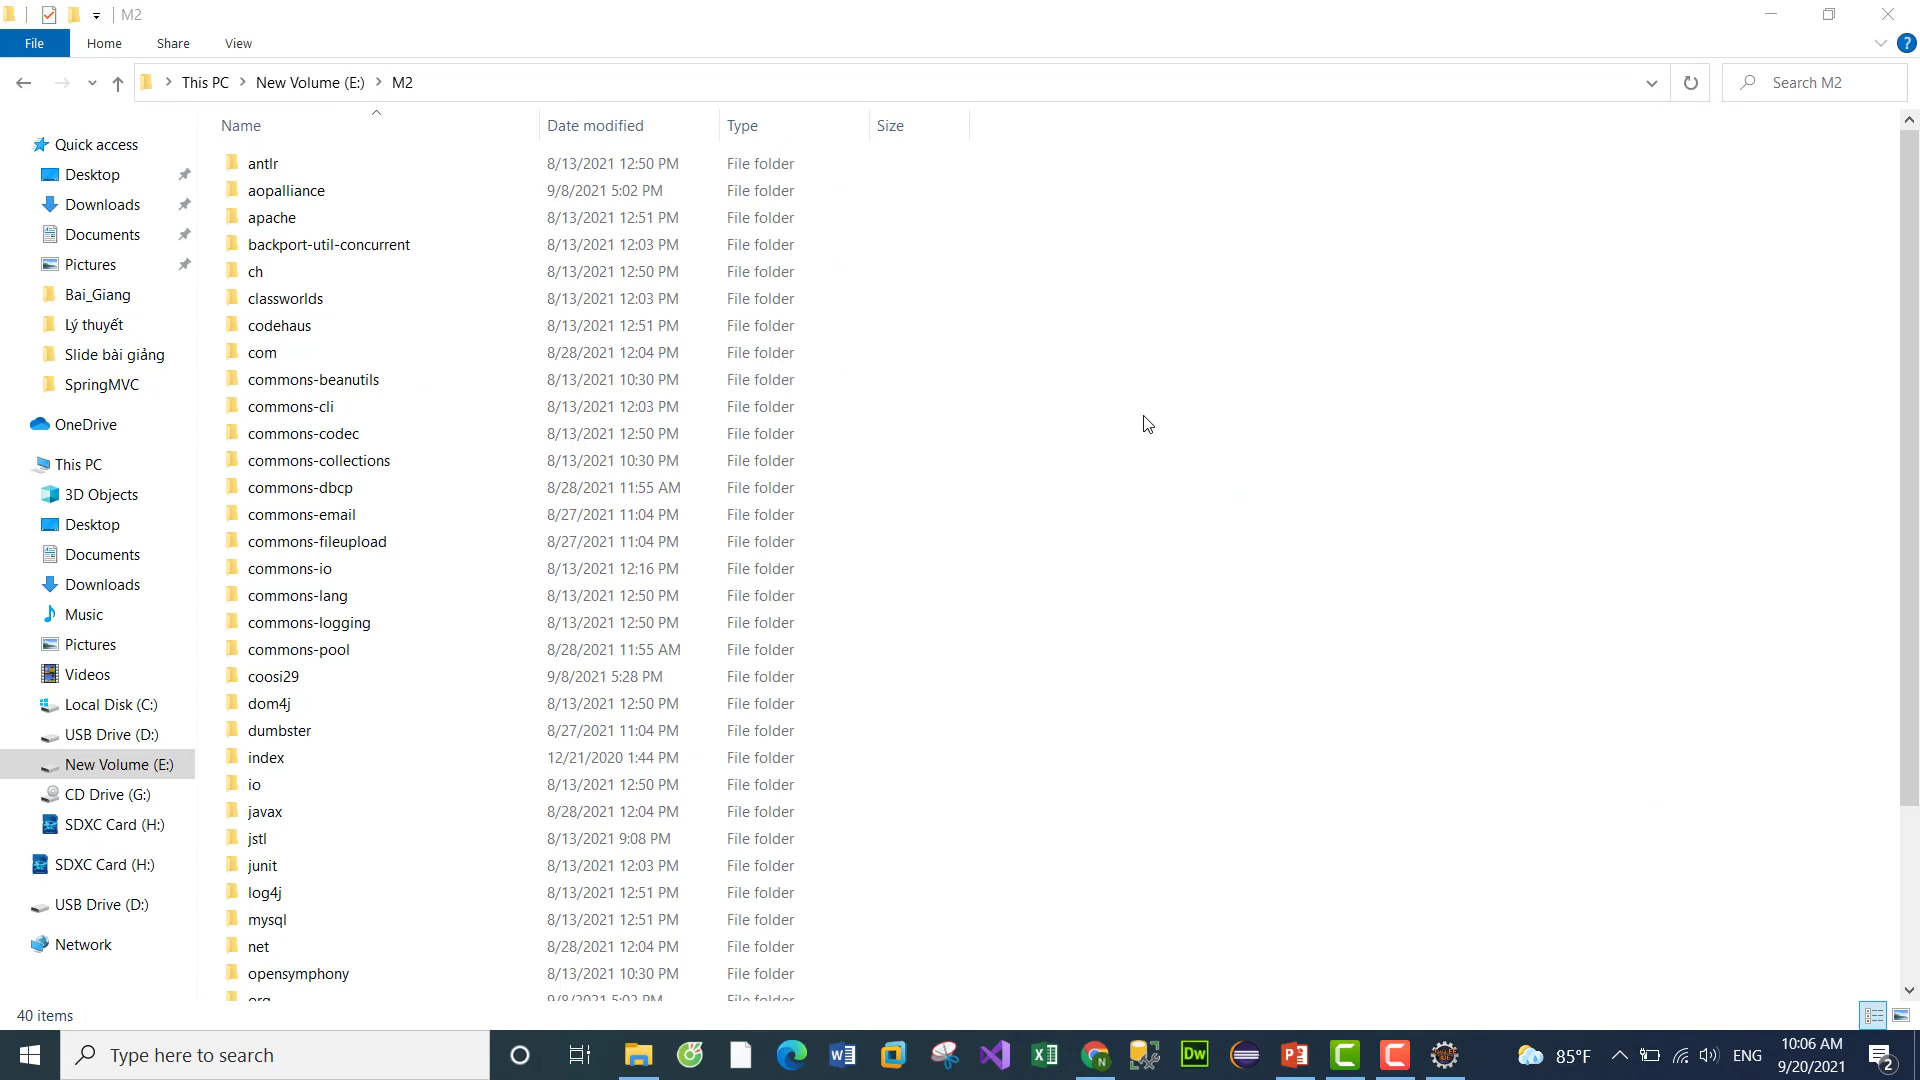 M2
File Home Share View
This PC New Volume (E:) M2 Search M2
Name Date modified Type Size
Quick access
Desktop
Downloads
Documents
Pictures
Bai_Giang
Lý thuyết
Slide bài giảng
SpringMVC
OneDrive
This PC
3D Objects
Desktop
Documents
Downloads
Music
Pictures
Videos
Local Disk (C:)
USB Drive (D:)
New Volume (E:)
CD Drive (G:)
SDXC Card (H:)
SDXC Card (H:)
USB Drive (D:)
Network
antlr 8/13/2021 12:50 PM File folder
aopalliance 9/8/2021 5:02 PM File folder
apache 8/13/2021 12:51 PM File folder
backport-util-concurrent 8/13/2021 12:03 PM File folder
ch 8/13/2021 12:50 PM File folder
classworlds 8/13/2021 12:03 PM File folder
codehaus 8/13/2021 12:51 PM File folder
com 8/28/2021 12:04 PM File folder
commons-beanutils 8/13/2021 10:30 PM File folder
commons-cli 8/13/2021 12:03 PM File folder
commons-codec 8/13/2021 12:50 PM File folder
commons-collections 8/13/2021 10:30 PM File folder
commons-dbcp 8/28/2021 11:55 AM File folder
commons-email 8/27/2021 11:04 PM File folder
commons-fileupload 8/27/2021 11:04 PM File folder
commons-io 8/13/2021 12:16 PM File folder
commons-lang 8/13/2021 12:50 PM File folder
commons-logging 8/13/2021 12:50 PM File folder
commons-pool 8/28/2021 11:55 AM File folder
coosi29 9/8/2021 5:28 PM File folder
dom4j 8/13/2021 12:50 PM File folder
dumbster 8/27/2021 11:04 PM File folder
index 12/21/2020 1:44 PM File folder
io 8/13/2021 12:50 PM File folder
javax 8/28/2021 12:04 PM File folder
jstl 8/13/2021 9:08 PM File folder
junit 8/13/2021 12:03 PM File folder
log4j 8/13/2021 12:51 PM File folder
mysql 8/13/2021 12:51 PM File folder
net 8/28/2021 12:04 PM File folder
opensymphony 8/13/2021 10:30 PM File folder
org 9/8/2021 5:02 PM File folder
40 items
Type here to search
Dw
85°F ENG
10:06 AM
9/20/2021
2